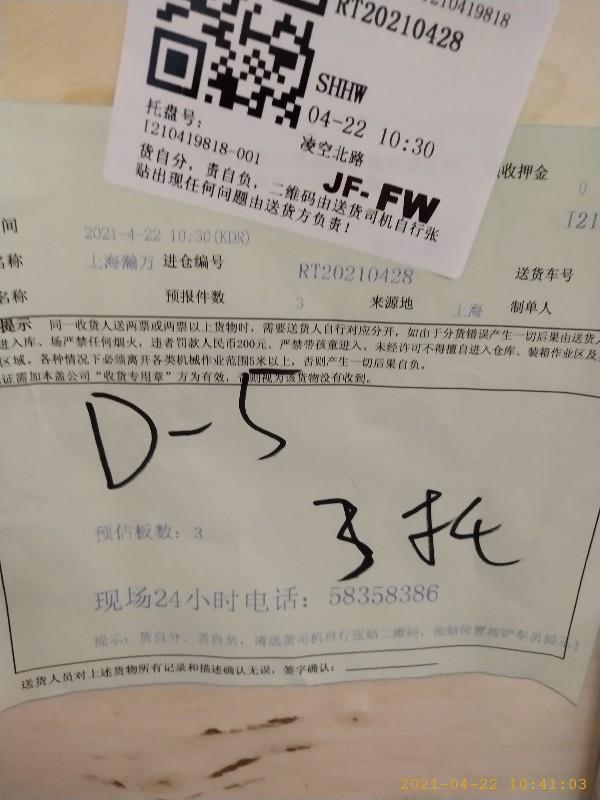 I210419818
RT20210428
SHHW
04-22 10:30
托盘号:
凌空北路
I210419818-001
JF-FW
货自分，责自负，二维码由送货司机自行张
贴出现任何问题由送货方负责！
收押金
0
I21
间 2021-4-22 10:30(KDR)
名称 上海瀚万 进仓编号 RT20210428 送货车号
名称 预报件数 3 来源地 上海 制单人
提示 同一收货人送两票或两票以上货物时，需要送货人自行对应分开，如由于分货错误产生一切后果由送货人
进入库、场严禁任何烟火，违者罚款人民币200元。严禁带孩童进入，未经许可不得擅自进入仓库、装箱作业区及
区域。各种情况下必须离开各类机械作业范围5米以上，否则产生一切后果自负。
证需加本盖公司"收货专用章"方为有效，否则视为该货物没有收到。
D-5
3托
预估板数：3
现场24小时电话：58358386
提示：货自分、责自负，请送货司机自行张贴二维码，张贴位置按铲车员提示！
送货人员对上述货物所有记录和描述确认无误，签字确认：
2021-04-22 10:41:03